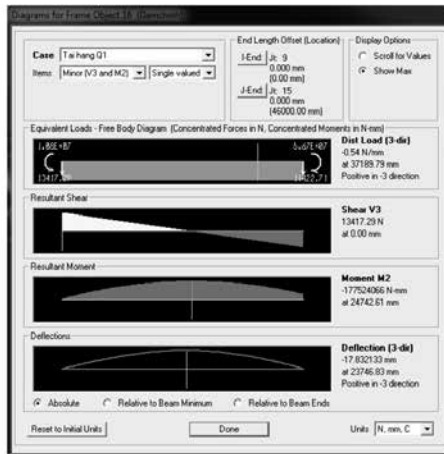 Diagrams for Frame Object 18 (Damchinh)
Case Tai hang Q1
Items Minor (V3 and M2) Single valued
End Length Offset (Location)
I-End: Jt: 9
0.000 mm
(0.00 mm)
J-End: Jt: 15
0.000 mm
(46000.00 mm)
Display Options
Scroll for Values
Show Max
Equivalent Loads - Free Body Diagram (Concentrated Forces in N, Concentrated Moments in N-mm)
13417.29
Dist Load (3-dir)
-0.54 N/mm
at 37189.79 mm
Positive in -3 direction
Resultant Shear
Shear V3
13417.29 N
at 0.00 mm
Resultant Moment
Moment M2
-177524066 N-mm
at 24742.61 mm
Deflections
Deflection (3-dir)
-17.832133 mm
at 23746.83 mm
Positive in -3 direction
Absolute Relative to Beam Minimum Relative to Beam Ends
Reset to Initial Units Done Units N, mm, C